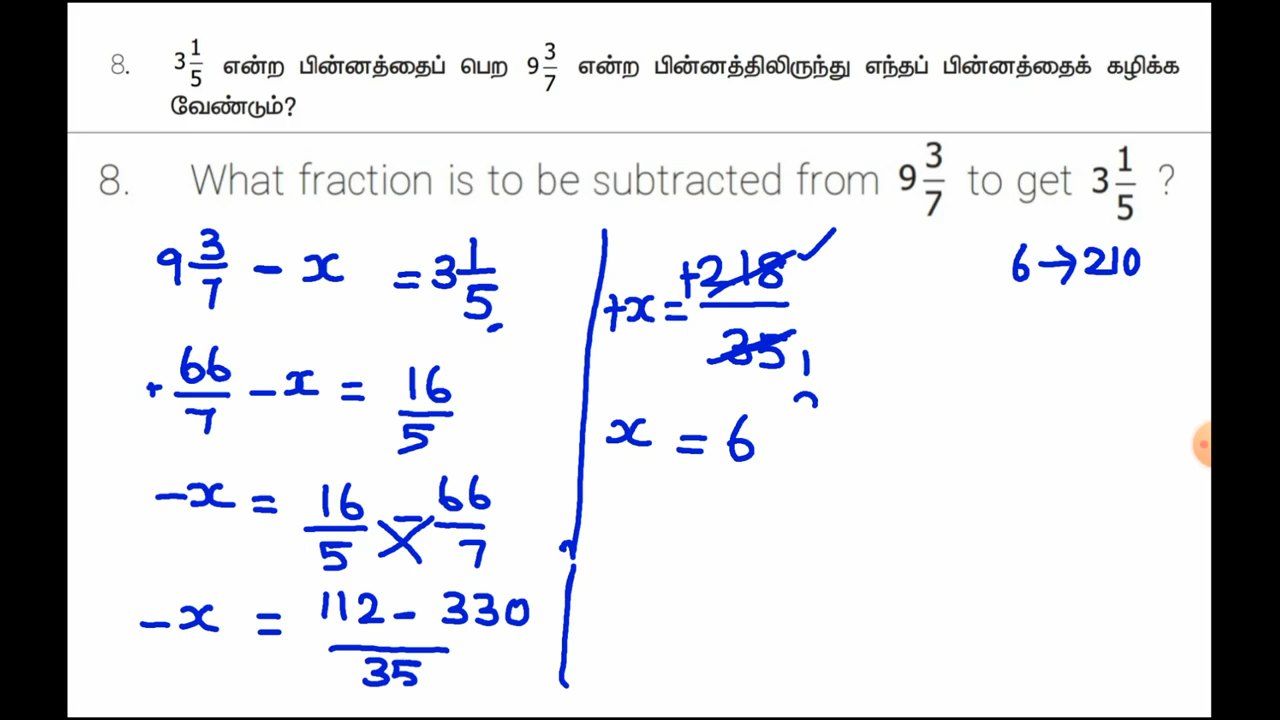 8. 3 1/5 என்ற பின்னத்தைப் பெற 9 3/7 என்ற பின்னத்திலிருந்து எந்தப் பின்னத்தைக் கழிக்க
வேண்டும்?
8. What fraction is to be subtracted from 9 3/7 to get 3 1/5 ?
9 3/7 - x = 3 1/5
+ 66/7 - x = 16/5
-x = 16/5 - 66/7
-x = 112 - 330 / 35
+x = +218/35
x = 6
6 → 210